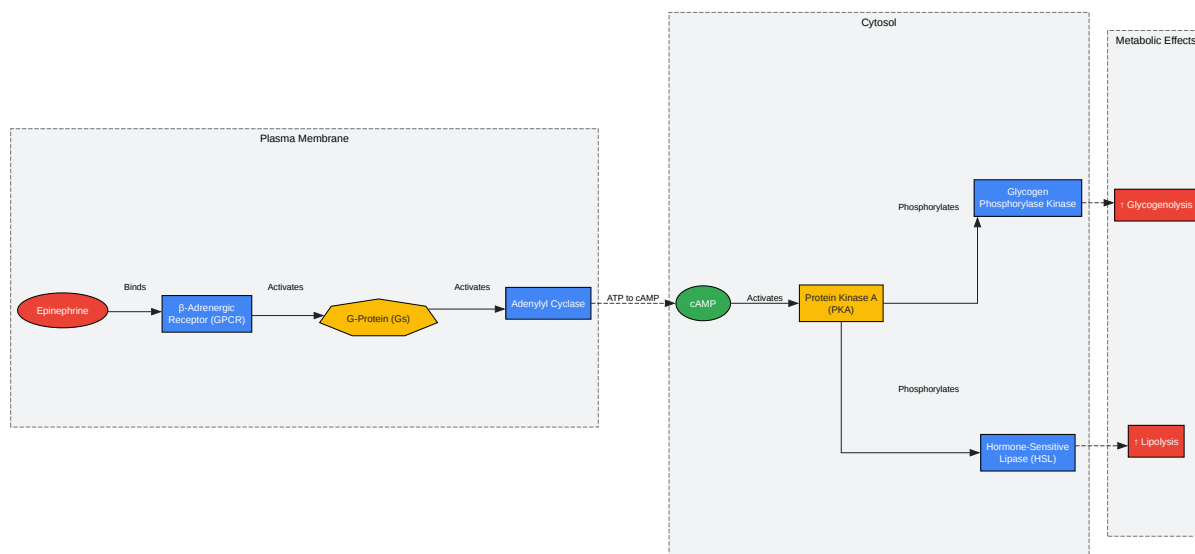 Cytosol
Metabolic Effects
Plasma Membrane
Glycogen
Phosphorylase Kinase
Phosphorylates
↑ Glycogenolysis
Binds
Activates
Activates
Epinephrine
β-Adrenergic
Receptor (GPCR)
G-Protein (Gs)
Adenylyl Cyclase
ATP to cAMP
cAMP
Activates
Protein Kinase A
(PKA)
Phosphorylates
Hormone-Sensitive
Lipase (HSL)
↑ Lipolysis